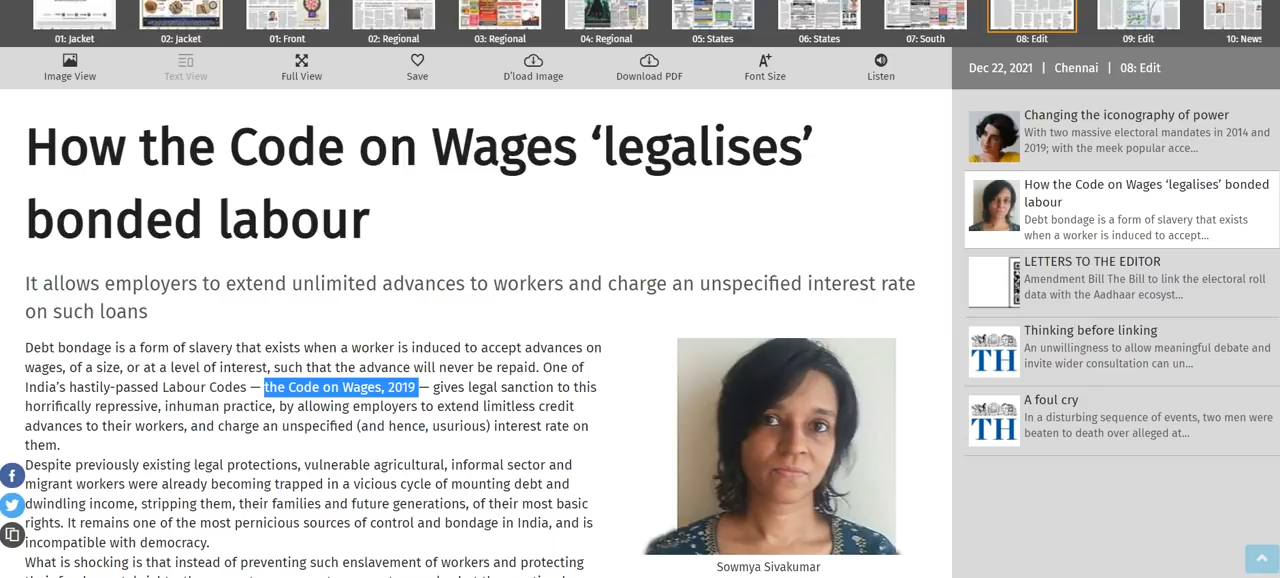 01: Jacket
02: Jacket
01: Front
02: Regional
03: Regional
04: Regional
05: States
06: States
07: South
08: Edit
09: Edit
10: News
Image View
Text View
Full View
Save
D'load Image
Download PDF
Font Size
Listen
Dec 22, 2021 | Chennai | 08: Edit
How the Code on Wages ‘legalises’
bonded labour
It allows employers to extend unlimited advances to workers and charge an unspecified interest rate
on such loans
Debt bondage is a form of slavery that exists when a worker is induced to accept advances on
wages, of a size, or at a level of interest, such that the advance will never be repaid. One of
India’s hastily-passed Labour Codes — the Code on Wages, 2019 — gives legal sanction to this
horrifically repressive, inhuman practice, by allowing employers to extend limitless credit
advances to their workers, and charge an unspecified (and hence, usurious) interest rate on
them.
Despite previously existing legal protections, vulnerable agricultural, informal sector and
migrant workers were already becoming trapped in a vicious cycle of mounting debt and
dwindling income, stripping them, their families and future generations, of their most basic
rights. It remains one of the most pernicious sources of control and bondage in India, and is
incompatible with democracy.
What is shocking is that instead of preventing such enslavement of workers and protecting
Sowmya Sivakumar
Changing the iconography of power
With two massive electoral mandates in 2014 and
2019; with the meek popular acce...
How the Code on Wages ‘legalises’ bonded
labour
Debt bondage is a form of slavery that exists
when a worker is induced to accept...
LETTERS TO THE EDITOR
Amendment Bill The Bill to link the electoral roll
data with the Aadhaar ecosyst...
TH
Thinking before linking
An unwillingness to allow meaningful debate and
invite wider consultation can un...
TH
A foul cry
In a disturbing sequence of events, two men were
beaten to death over alleged at...